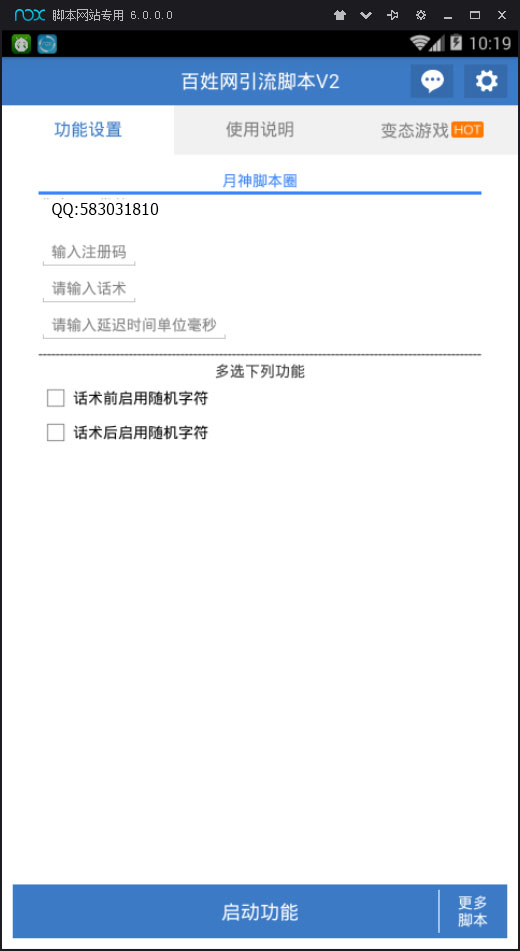 nox 脚本网站专用 6.0.0.0
10:19
百姓网引流脚本V2
功能设置 使用说明 变态游戏 HOT
月神脚本圈
QQ:583031810
输入注册码
请输入话术
请输入延迟时间单位毫秒
多选下列功能
话术前启用随机字符
话术后启用随机字符
启动功能
更多
脚本